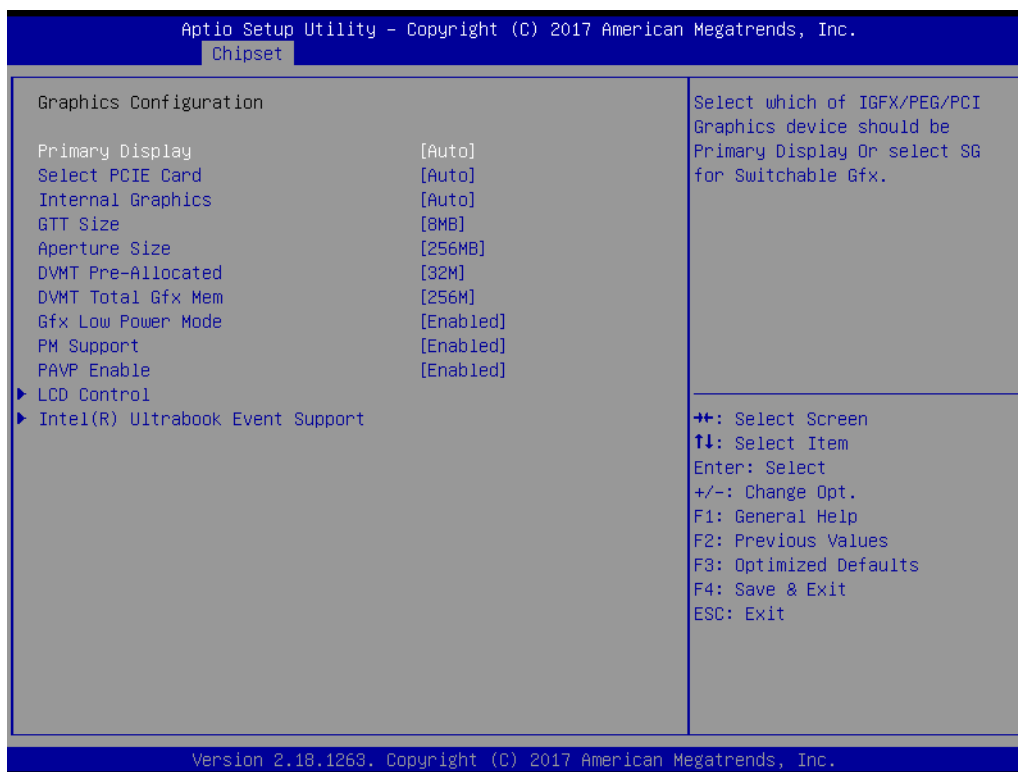 Aptio Setup Utility – Copyright (C) 2017 American Megatrends, Inc.
Chipset
Graphics Configuration
Primary Display [Auto]
Select PCIE Card [Auto]
Internal Graphics [Auto]
GTT Size [8MB]
Aperture Size [256MB]
DVMT Pre-Allocated [32M]
DVMT Total Gfx Mem [256M]
Gfx Low Power Mode [Enabled]
PM Support [Enabled]
PAVP Enable [Enabled]
▶ LCD Control
▶ Intel(R) Ultrabook Event Support
Select which of IGFX/PEG/PCI
Graphics device should be
Primary Display Or select SG
for Switchable Gfx.
→←: Select Screen
↑↓: Select Item
Enter: Select
+/-: Change Opt.
F1: General Help
F2: Previous Values
F3: Optimized Defaults
F4: Save & Exit
ESC: Exit
Version 2.18.1263. Copyright (C) 2017 American Megatrends, Inc.